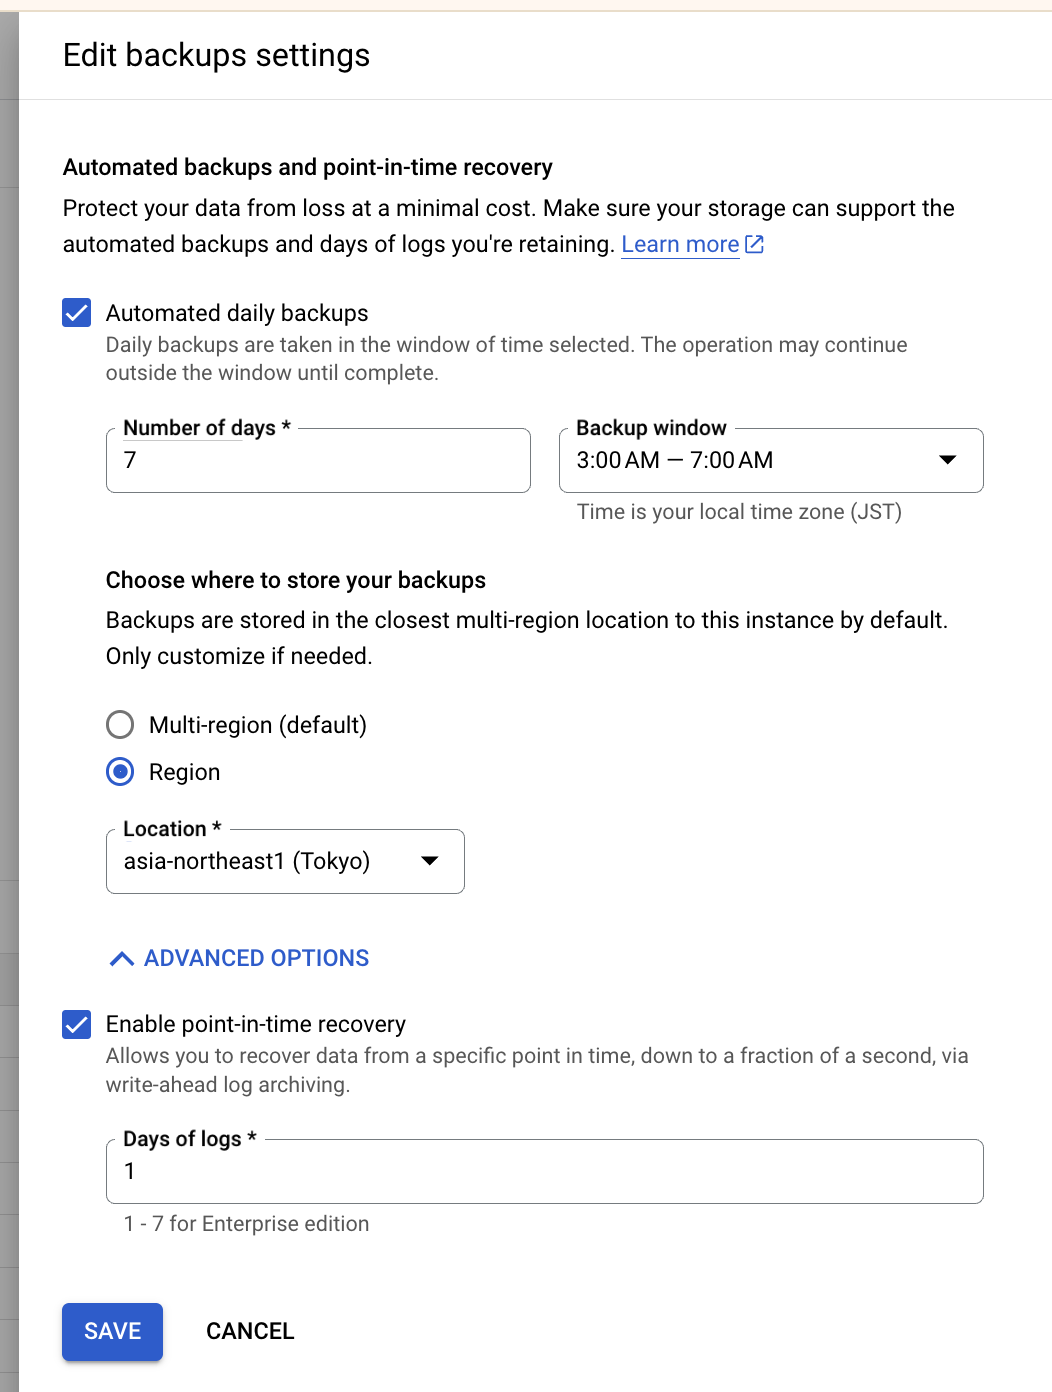 Edit backups settings
Automated backups and point-in-time recovery
Protect your data from loss at a minimal cost. Make sure your storage can support the
automated backups and days of logs you're retaining. Learn more
Automated daily backups
Daily backups are taken in the window of time selected. The operation may continue
outside the window until complete.
Number of days *
7
Backup window
3:00 AM — 7:00 AM
Time is your local time zone (JST)
Choose where to store your backups
Backups are stored in the closest multi-region location to this instance by default.
Only customize if needed.
Multi-region (default)
Region
Location *
asia-northeast1 (Tokyo)
ADVANCED OPTIONS
Enable point-in-time recovery
Allows you to recover data from a specific point in time, down to a fraction of a second, via
write-ahead log archiving.
Days of logs *
1
1 - 7 for Enterprise edition
SAVE
CANCEL